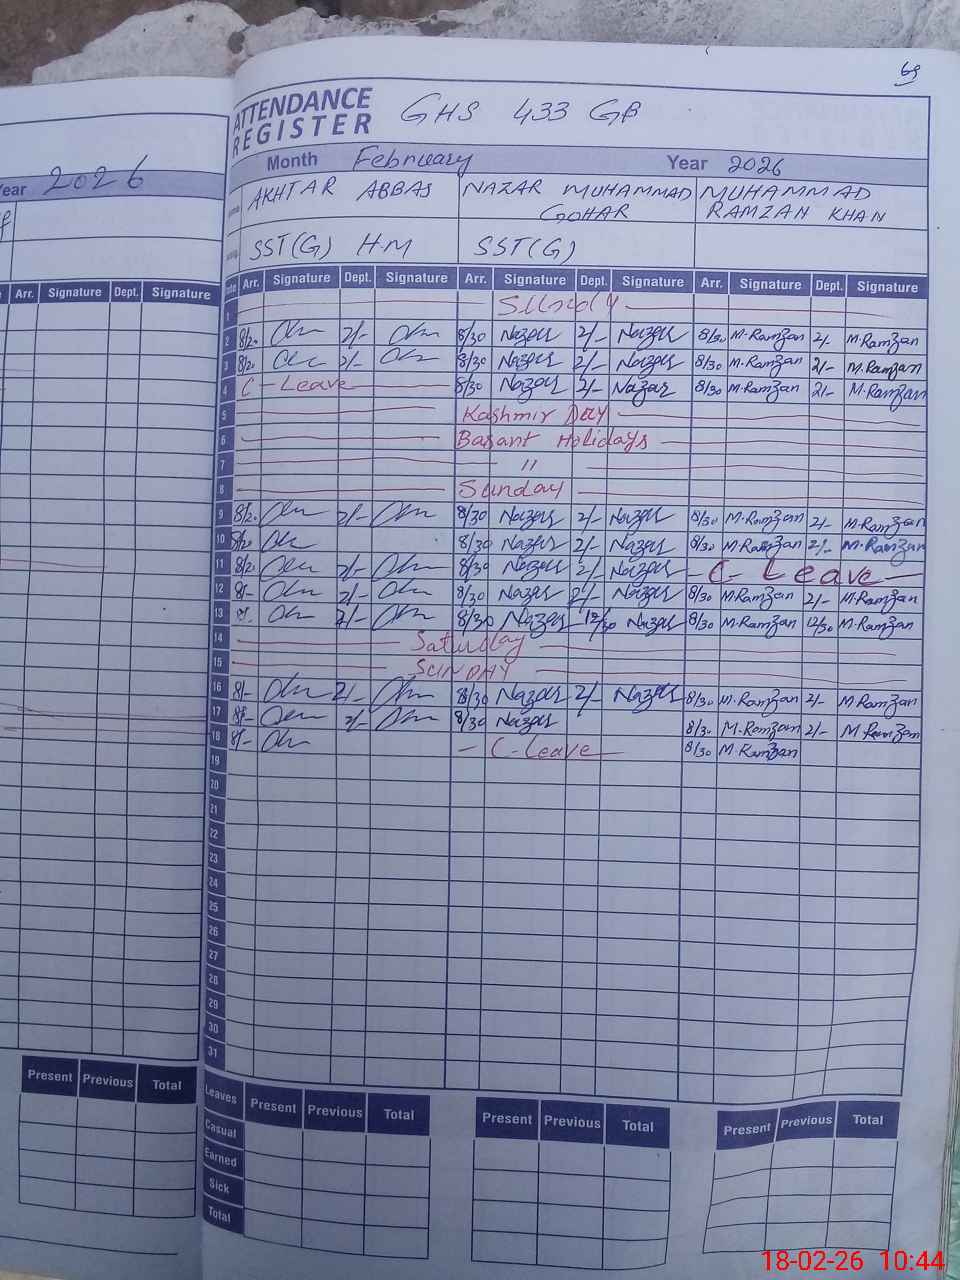 69
ATTENDANCE REGISTER GHS 433 GB
Year 2026
Month February Year 2026
AKHTAR ABBAS NAZAR MUHAMMAD GOHAR MUHAMMAD RAMZAN KHAN
SST(G) H.M SST(G)
Arr. Signature Dept. Signature
Arr. Signature Dept. Signature Arr. Signature Dept. Signature Arr. Signature Dept. Signature
1 Sunday
2 8/20 2/- 8/30 Nazar 2/- Nazar 8/30 M.Ramzan 2/- M.Ramzan
3 8/20 2/- 8/30 Nazar 2/- Nazar 8/30 M.Ramzan 2/- M.Ramzan
4 C-Leave 8/30 Nazar 2/- Nazar 8/30 M.Ramzan 2/- M.Ramzan
5 Kashmir Day
6 Basant Holidays
7 "
8 Sunday
9 8/20 2/- 8/30 Nazar 2/- Nazar 8/30 M.Ramzan 2/- M.Ramzan
10 8/20 8/30 Nazar 2/- Nazar 8/30 M.Ramzan 2/- M.Ramzan
11 8/20 2/- 8/30 Nazar 2/- Nazar C-Leave
12 8/- 2/- 8/30 Nazar 2/- Nazar 8/30 M.Ramzan 2/- M.Ramzan
13 2/- 8/30 Nazar 12/30 Nazar 8/30 M.Ramzan 12/30 M.Ramzan
14 Saturday
15 SUNDAY
16 8/- 2/- 8/30 Nazar 2/- Nazar 8/30 M.Ramzan 2/- M.Ramzan
17 8/- 2/- 8/30 Nazar 8/30 M.Ramzan 2/- M.Ramzan
18 8/- C-Leave 8/30 M.Ramzan
19
20
21
22
23
24
25
26
27
28
29
30
31
Present Previous Total
Leaves Present Previous Total Present Previous Total Present Previous Total
Casual
Earned
Sick
Total
18-02-26 10:44